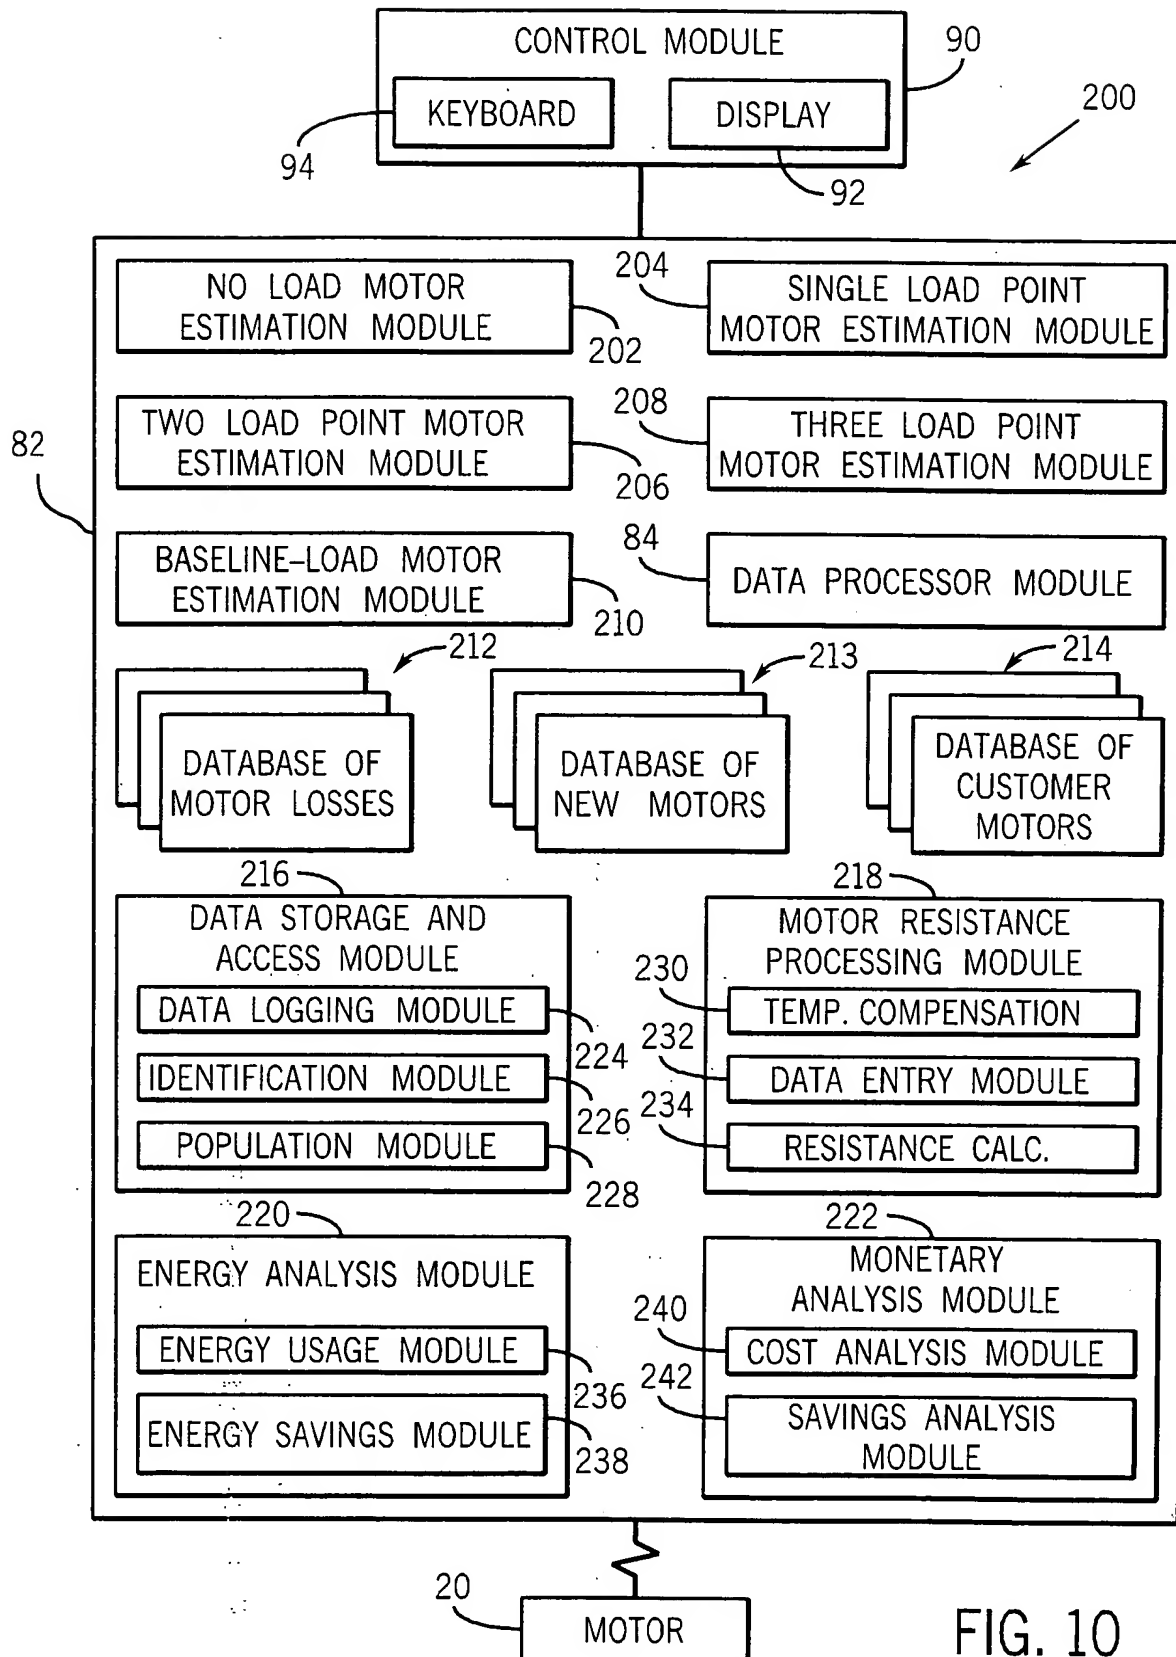 CONTROL MODULE
90
KEYBOARD
DISPLAY
94
92
200
82
NO LOAD MOTOR
ESTIMATION MODULE
202
204
SINGLE LOAD POINT
MOTOR ESTIMATION MODULE
TWO LOAD POINT MOTOR
ESTIMATION MODULE
206
208
THREE LOAD POINT
MOTOR ESTIMATION MODULE
BASELINE–LOAD MOTOR
ESTIMATION MODULE
210
84
DATA PROCESSOR MODULE
212
DATABASE OF
MOTOR LOSSES
213
DATABASE OF
NEW MOTORS
214
DATABASE OF
CUSTOMER
MOTORS
216
DATA STORAGE AND
ACCESS MODULE
DATA LOGGING MODULE
224
IDENTIFICATION MODULE
226
POPULATION MODULE
228
218
MOTOR RESISTANCE
PROCESSING MODULE
230
TEMP. COMPENSATION
232
DATA ENTRY MODULE
234
RESISTANCE CALC.
220
ENERGY ANALYSIS MODULE
ENERGY USAGE MODULE
236
ENERGY SAVINGS MODULE
238
222
MONETARY
ANALYSIS MODULE
240
COST ANALYSIS MODULE
242
SAVINGS ANALYSIS
MODULE
20
MOTOR
FIG. 10